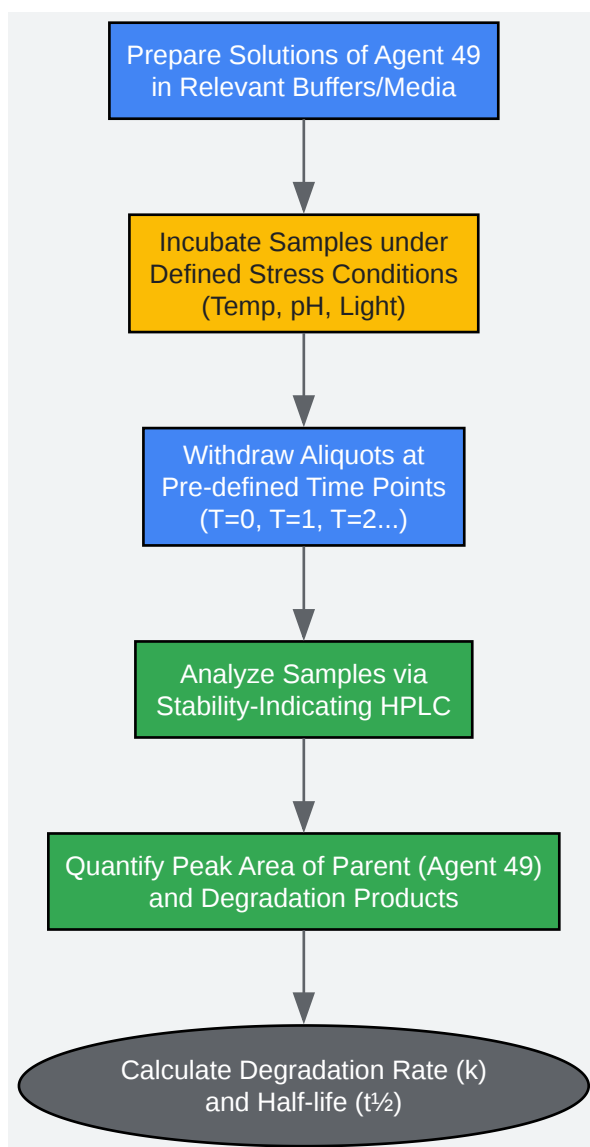 Prepare Solutions of Agent 49
in Relevant Buffers/Media
Incubate Samples under
Defined Stress Conditions
(Temp, pH, Light)
Withdraw Aliquots at
Pre-defined Time Points
(T=0, T=1, T=2...)
Analyze Samples via
Stability-Indicating HPLC
Quantify Peak Area of Parent (Agent 49)
and Degradation Products
Calculate Degradation Rate (k)
and Half-life (t½)